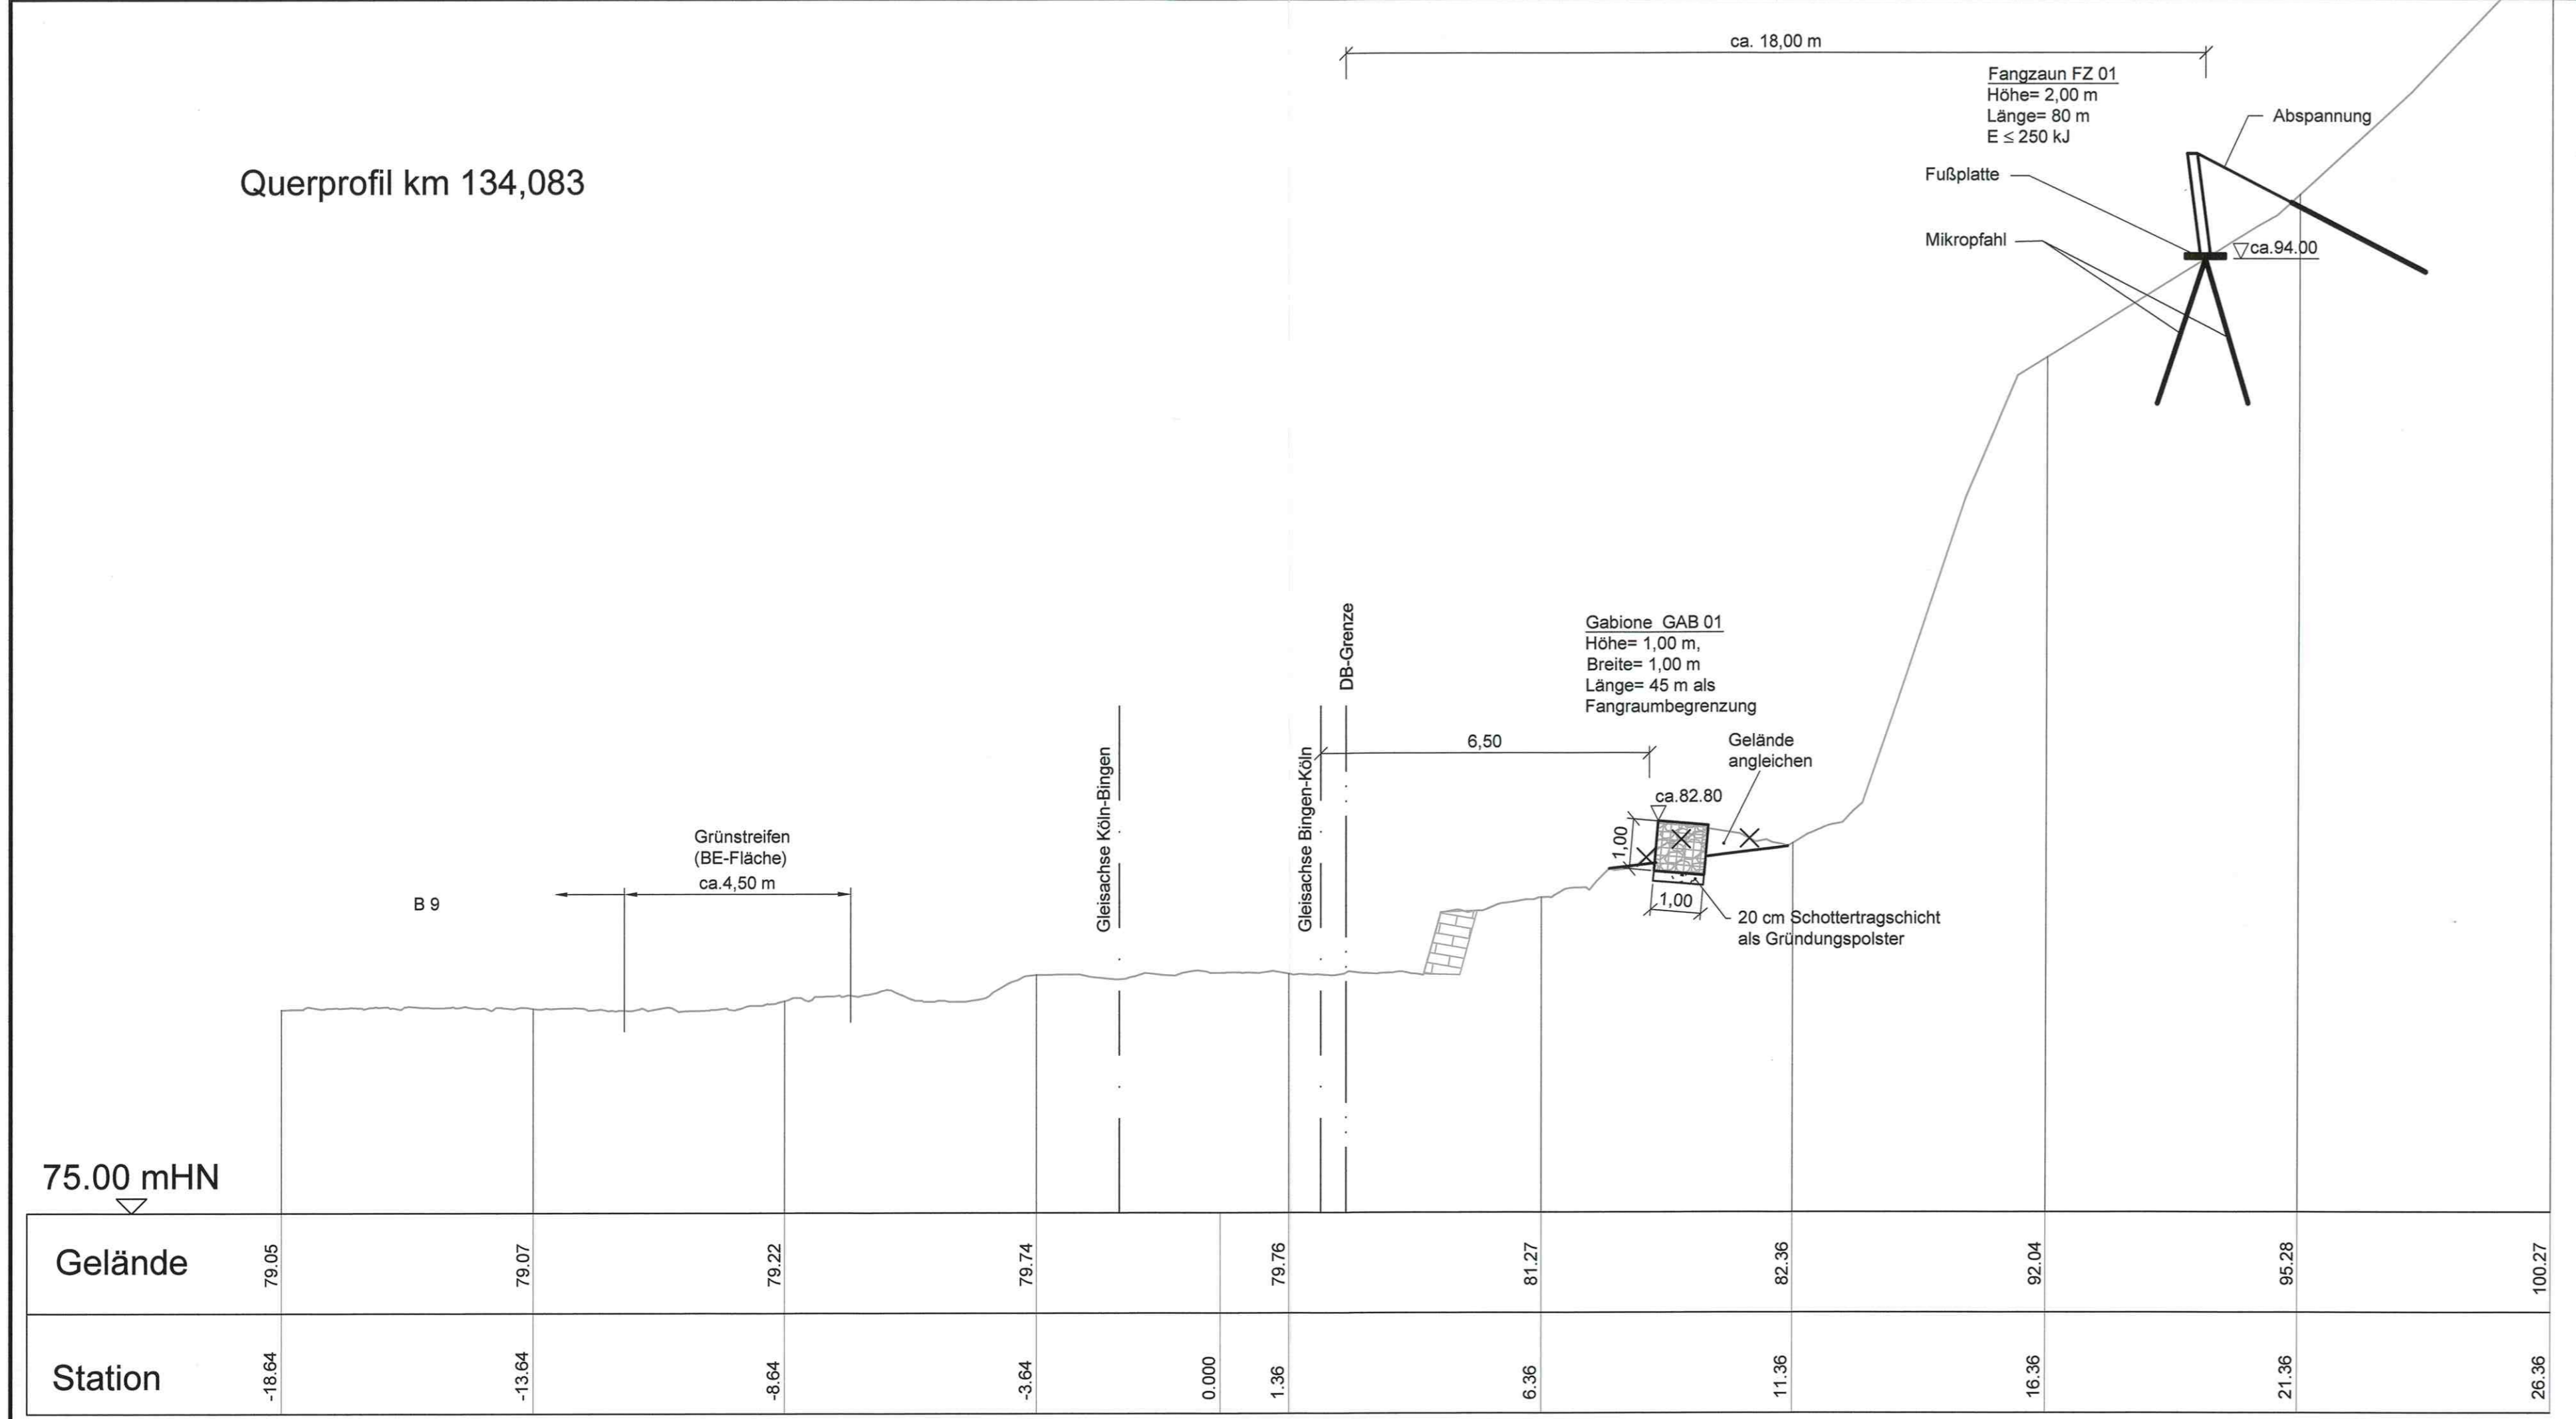 ca. 18,00 m
Fangzaun FZ 01
Höhe= 2,00 m
Länge= 80 m
E ≤ 250 kJ
Abspannung
Fußplatte
Mikropfahl
ca.94.00
Querprofil km 134,083
DB-Grenze
Gabione GAB 01
Höhe= 1,00 m,
Breite= 1,00 m
Länge= 45 m als
Fangraumbegrenzung
6,50
Gelände
angleichen
ca.82.80
1,00
1,00
20 cm Schottertragschicht
als Gründungspolster
Gleisachse Köln-Bingen
Gleisachse Bingen-Köln
Grünstreifen
(BE-Fläche)
ca.4,50 m
B 9
75.00 mHN
Gelände
79.05 79.07 79.22 79.74 79.76 81.27 82.36 92.04 95.28 100.27
Station
-18.64 -13.64 -8.64 -3.64 0.000 1.36 6.36 11.36 16.36 21.36 26.36